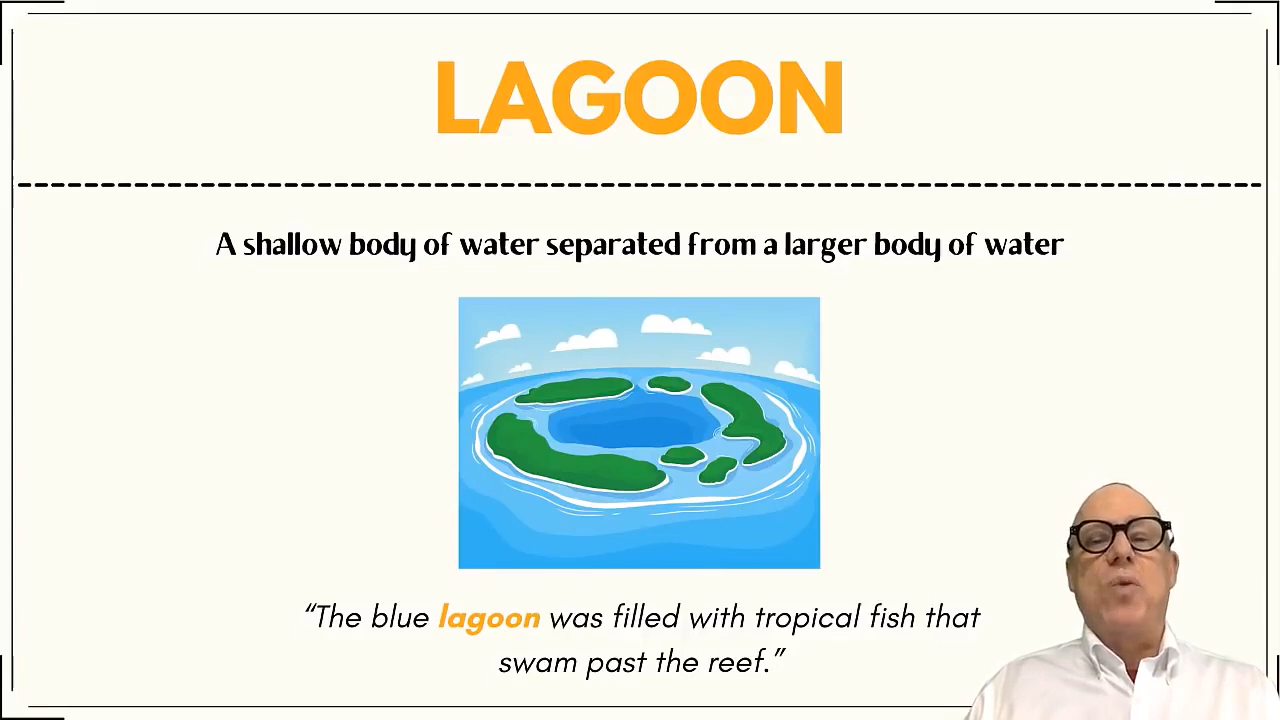 LAGOON
A shallow body of water separated from a larger body of water
“The blue lagoon was filled with tropical fish that
swam past the reef.”